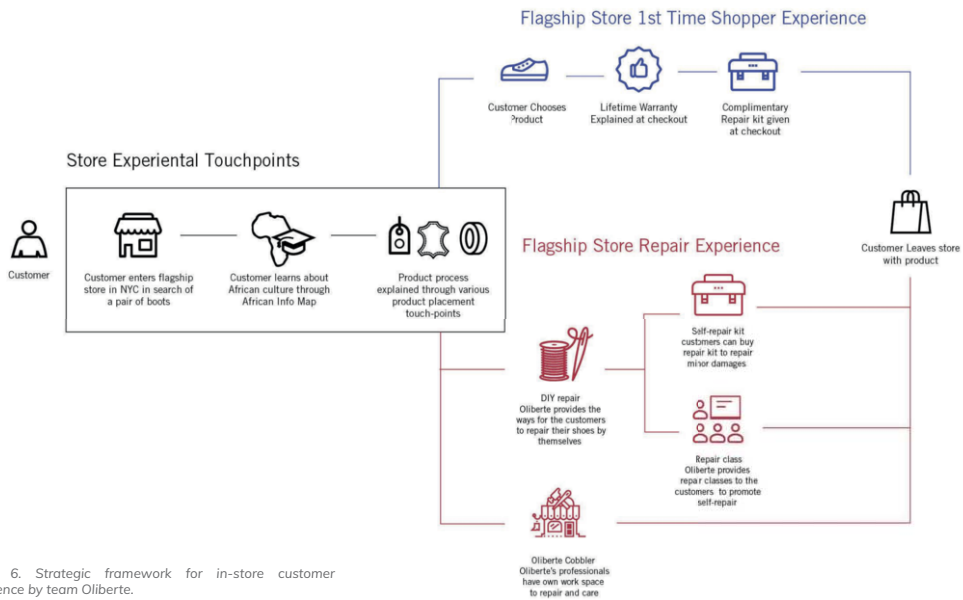 Flagship Store 1st Time Shopper Experience
Customer Chooses
Product
Lifetime Warranty
Explained at checkout
Complimentary
Repair kit given
at checkout
Store Experiental Touchpoints
Customer
Customer enters flagship
store in NYC in search of
a pair of boots
Customer learns about
African culture through
African Info Map
Product process
explained through various
product placement
touch-points
Customer Leaves store
with product
Flagship Store Repair Experience
Self-repair kit
customers can buy
repair kit to repair
minor damages
DIY repair
Oliberte provides the
ways for the customers
to repair their shoes by
themselves
Repair class
Oliberte provides
repair classes to the
customers to promote
self-repair
Oliberte Cobbler
Oliberte's professionals
have own work space
to repair and care
6. Strategic framework for in-store customer
ence by team Oliberte.